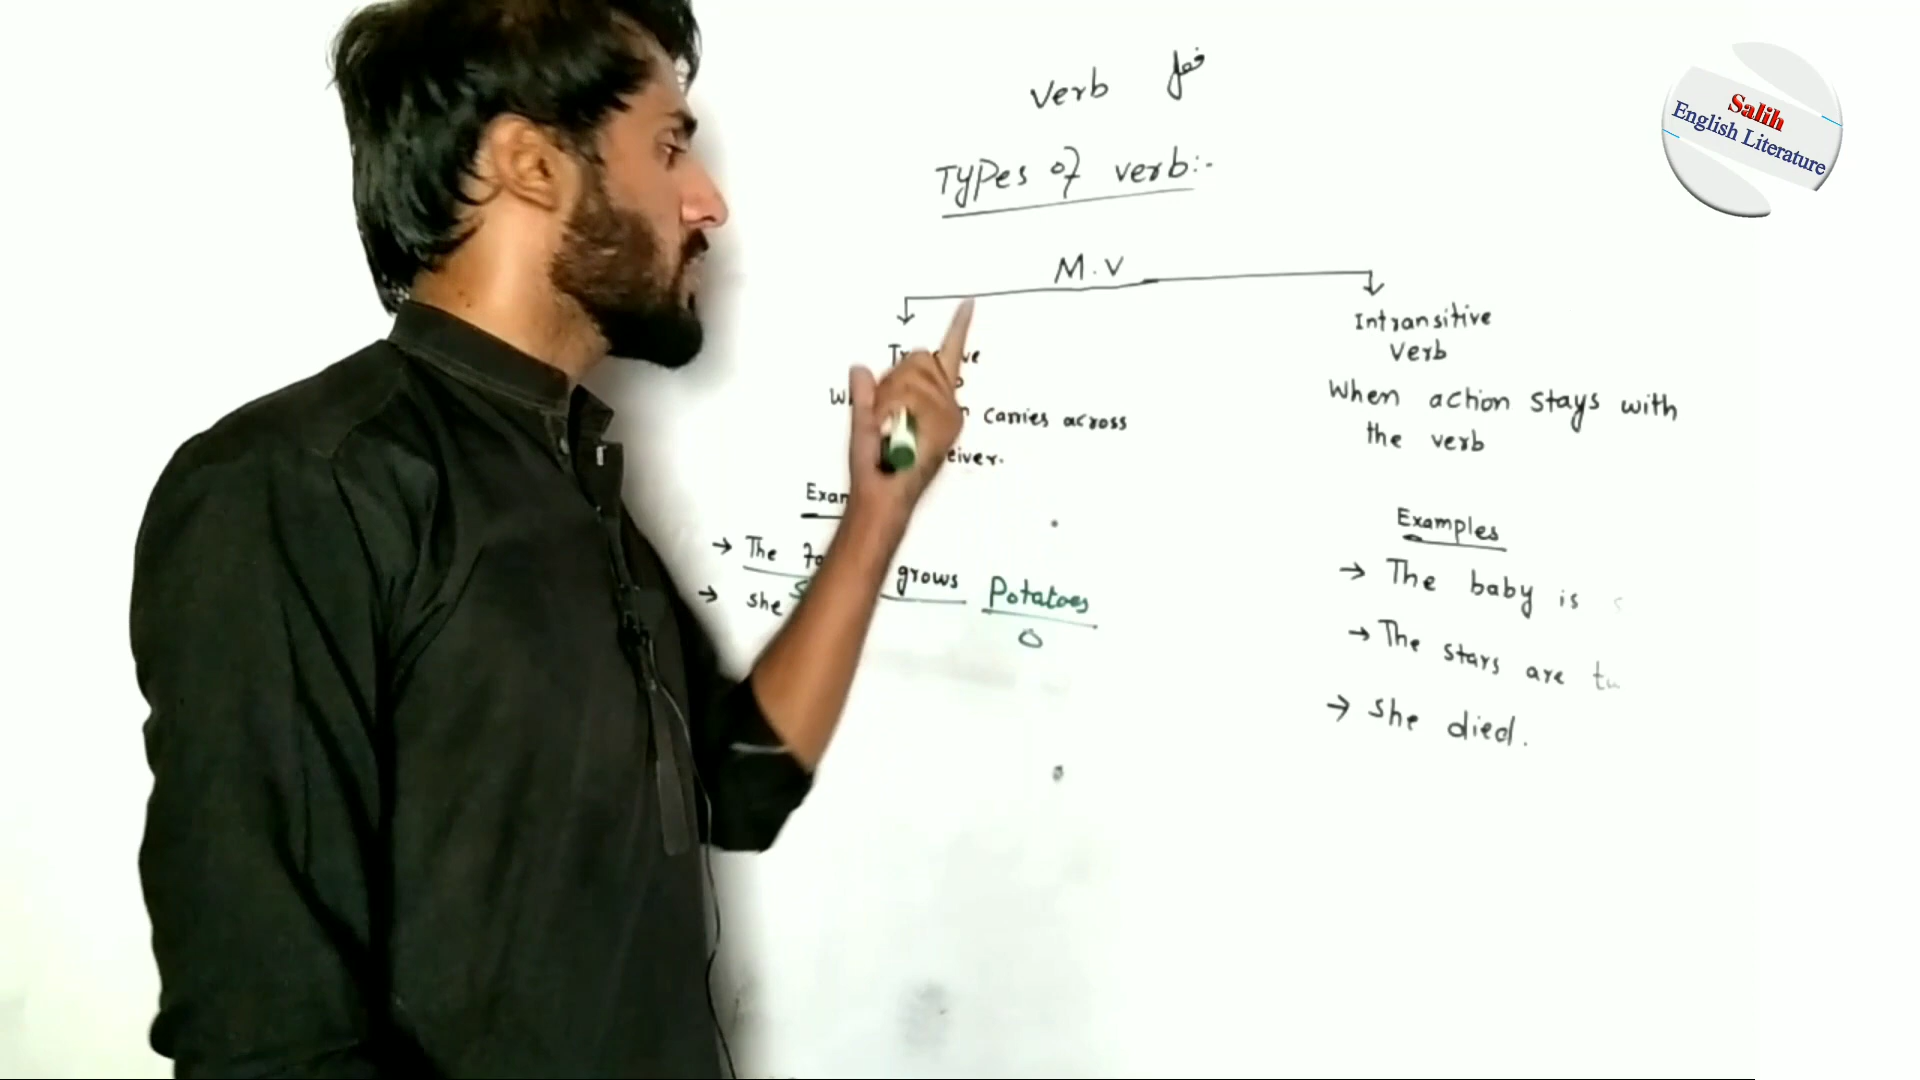 Verb فعل
Types of verb:-
M.V
Intransitive
Verb
carries across
When action stays with
the verb
Examples
→ The grows Potatoes
O
→ she
Examples
→ The baby is
→ The stars are
→ she died.
Salih
English Literature